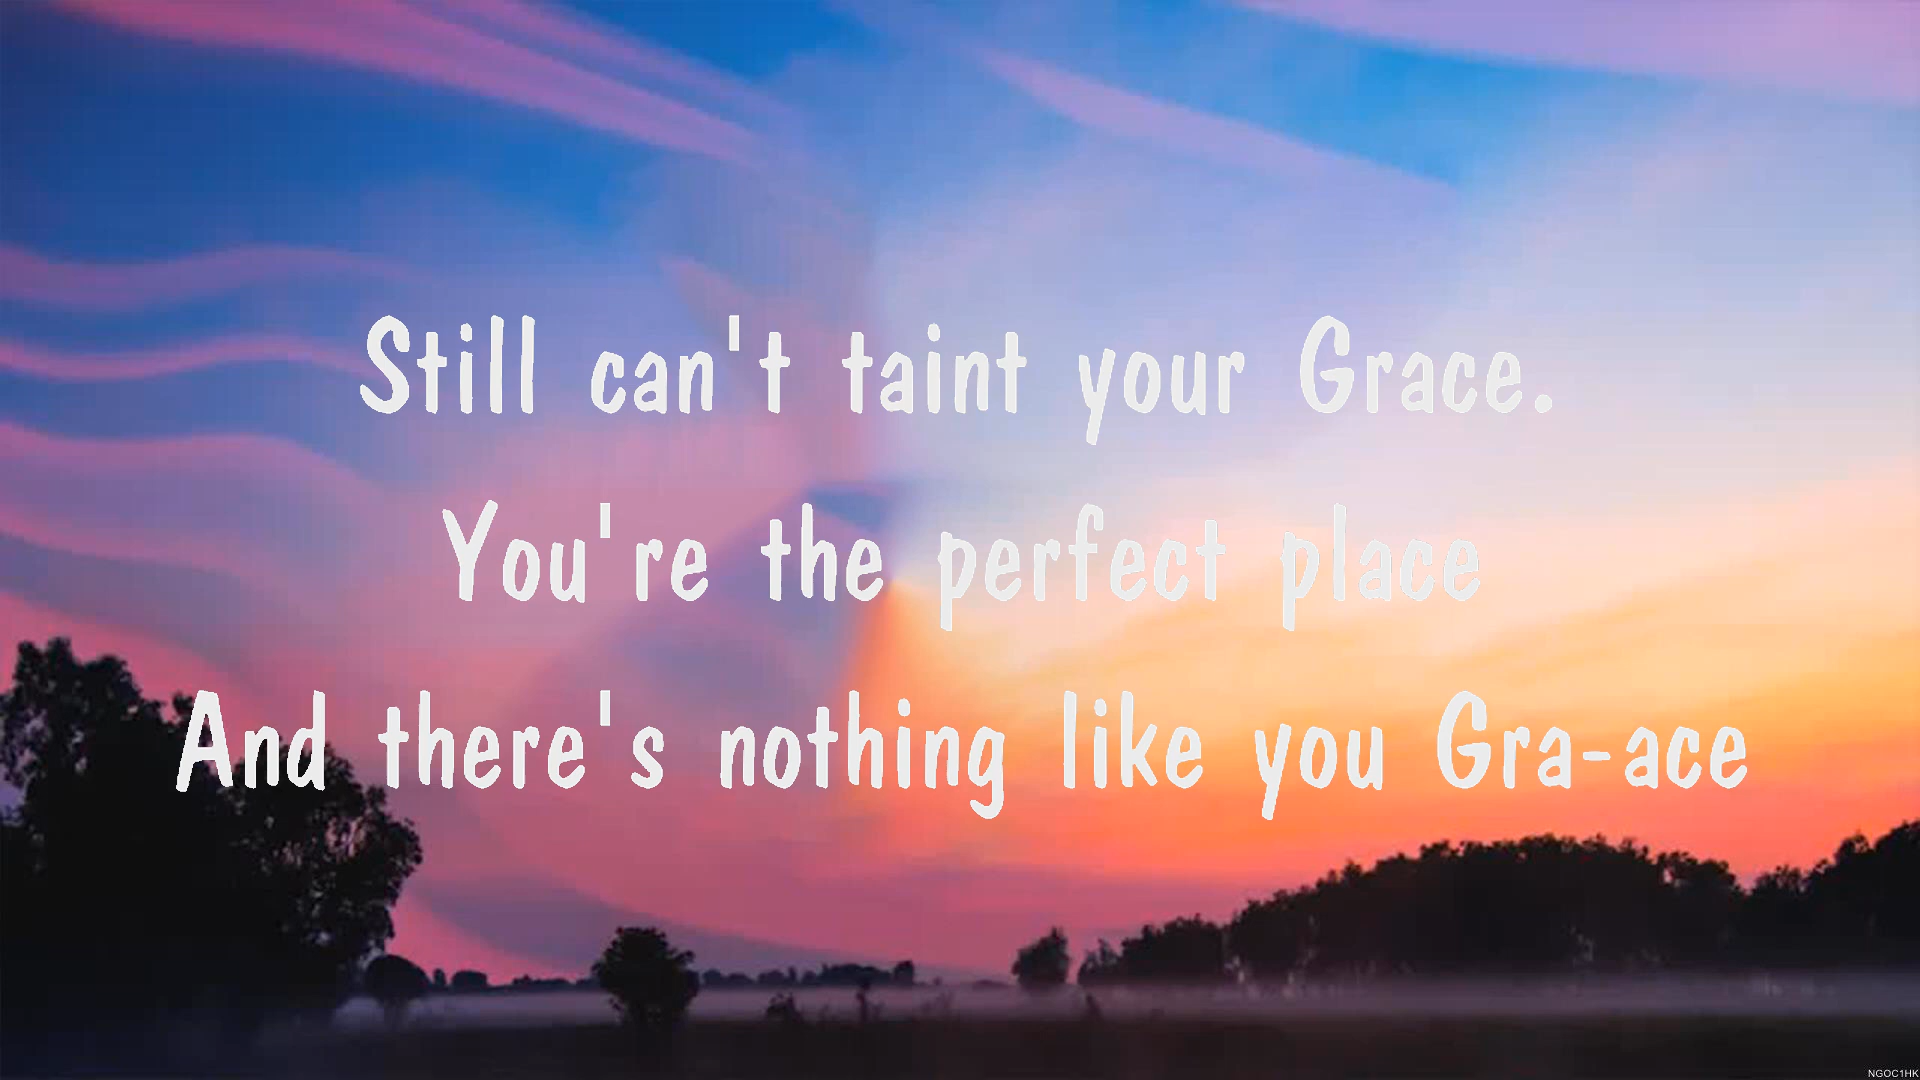 Still can't taint your Grace.
You're the perfect place
And there's nothing like you Gra-ace
NGOC1HK